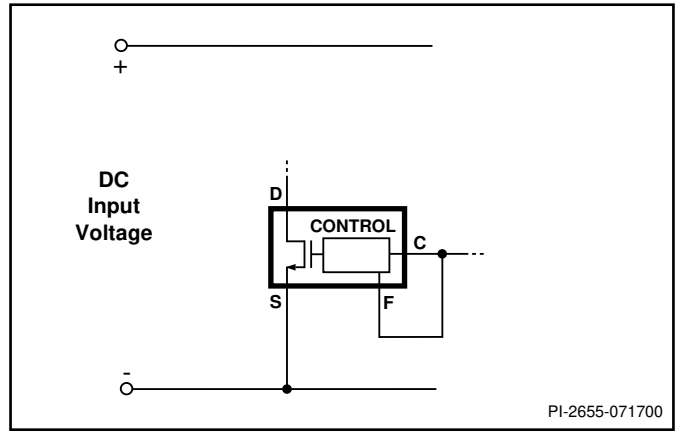 +
DC
Input
Voltage
D
CONTROL
C
S
F
-
PI-2655-071700